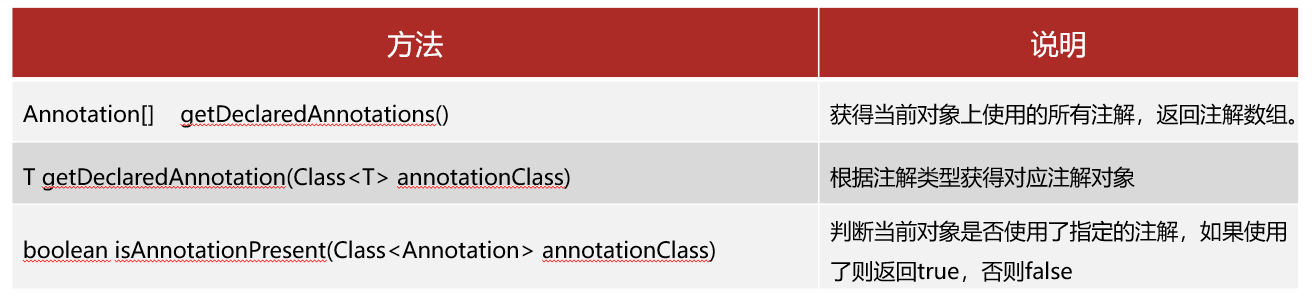 方法 说明
Annotation[] getDeclaredAnnotations() 获得当前对象上使用的所有注解，返回注解数组。
T getDeclaredAnnotation(Class<T> annotationClass) 根据注解类型获得对应注解对象
boolean isAnnotationPresent(Class<Annotation> annotationClass) 判断当前对象是否使用了指定的注解，如果使用
了则返回true，否则false